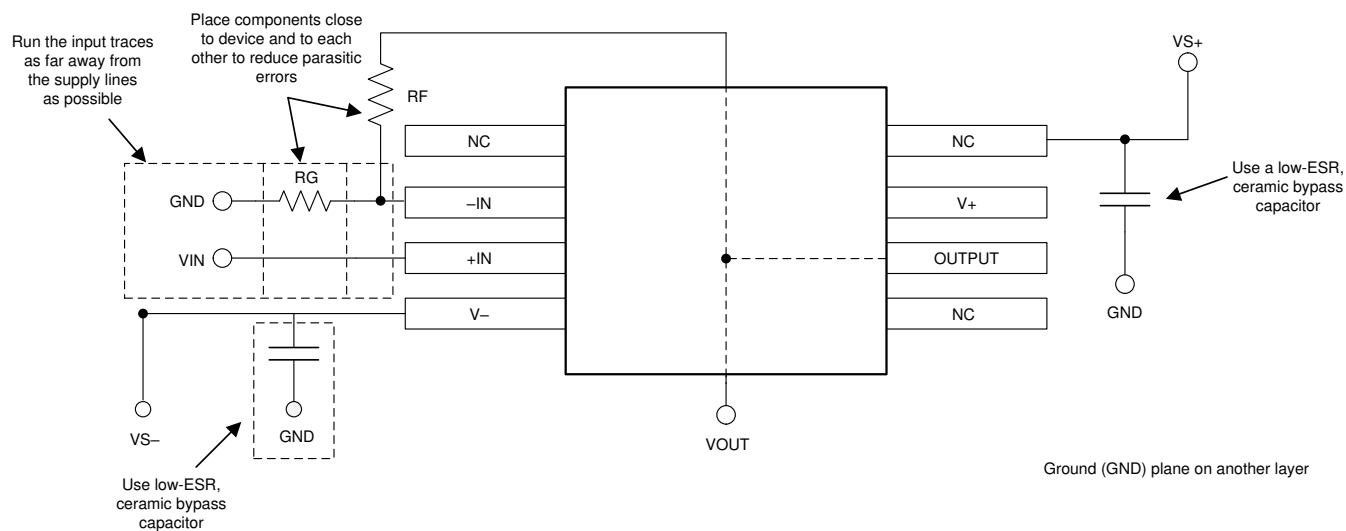 Place components close
to device and to each
other to reduce parasitic
errors
Run the input traces
as far away from
the supply lines
as possible
VS+
RF
NC
NC
RG
Use a low-ESR,
ceramic bypass
capacitor
GND
–IN
V+
VIN
+IN
OUTPUT
V–
NC
GND
VS–
GND
VOUT
Ground (GND) plane on another layer
Use low-ESR,
ceramic bypass
capacitor